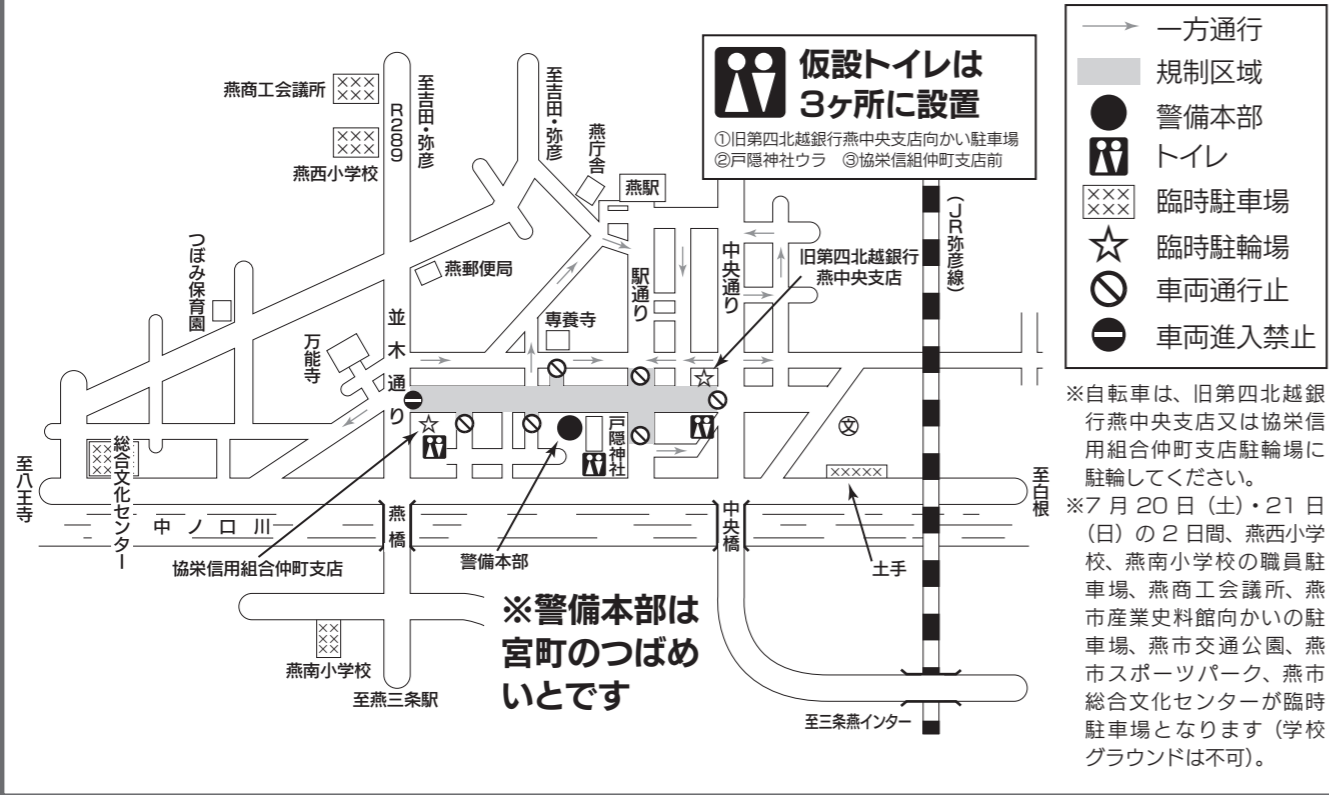 仮設トイレは
3ヶ所に設置
①旧第四北越銀行燕中央支店向かい駐車場
②戸隠神社ウラ ③協栄信組仲町支店前
一方通行
規制区域
警備本部
トイレ
臨時駐車場
臨時駐輪場
車両通行止
車両進入禁止
燕商工会議所
燕西小学校
R289
至吉田・弥彦
至吉田・弥彦
燕庁舎
燕駅
(JR弥彦線)
つぼみ保育園
燕郵便局
駅通り
中央通り
旧第四北越銀行
燕中央支店
専養寺
万能寺
並木通り
戸隠神社
文
総合文化センター
至八王寺
至白根
中ノ口川
燕橋
中央橋
協栄信用組合仲町支店
警備本部
土手
燕南小学校
至燕三条駅
至三条燕インター
※警備本部は
宮町のつばめ
いとです
※自転車は、旧第四北越銀
行燕中央支店又は協栄信
用組合仲町支店駐輪場に
駐輪してください。
※7月20日(土)・21日
(日)の2日間、燕西小学
校、燕南小学校の職員駐
車場、燕商工会議所、燕
市産業史料館向かいの駐
車場、燕市交通公園、燕
市スポーツパーク、燕市
総合文化センターが臨時
駐車場となります(学校
グラウンドは不可)。